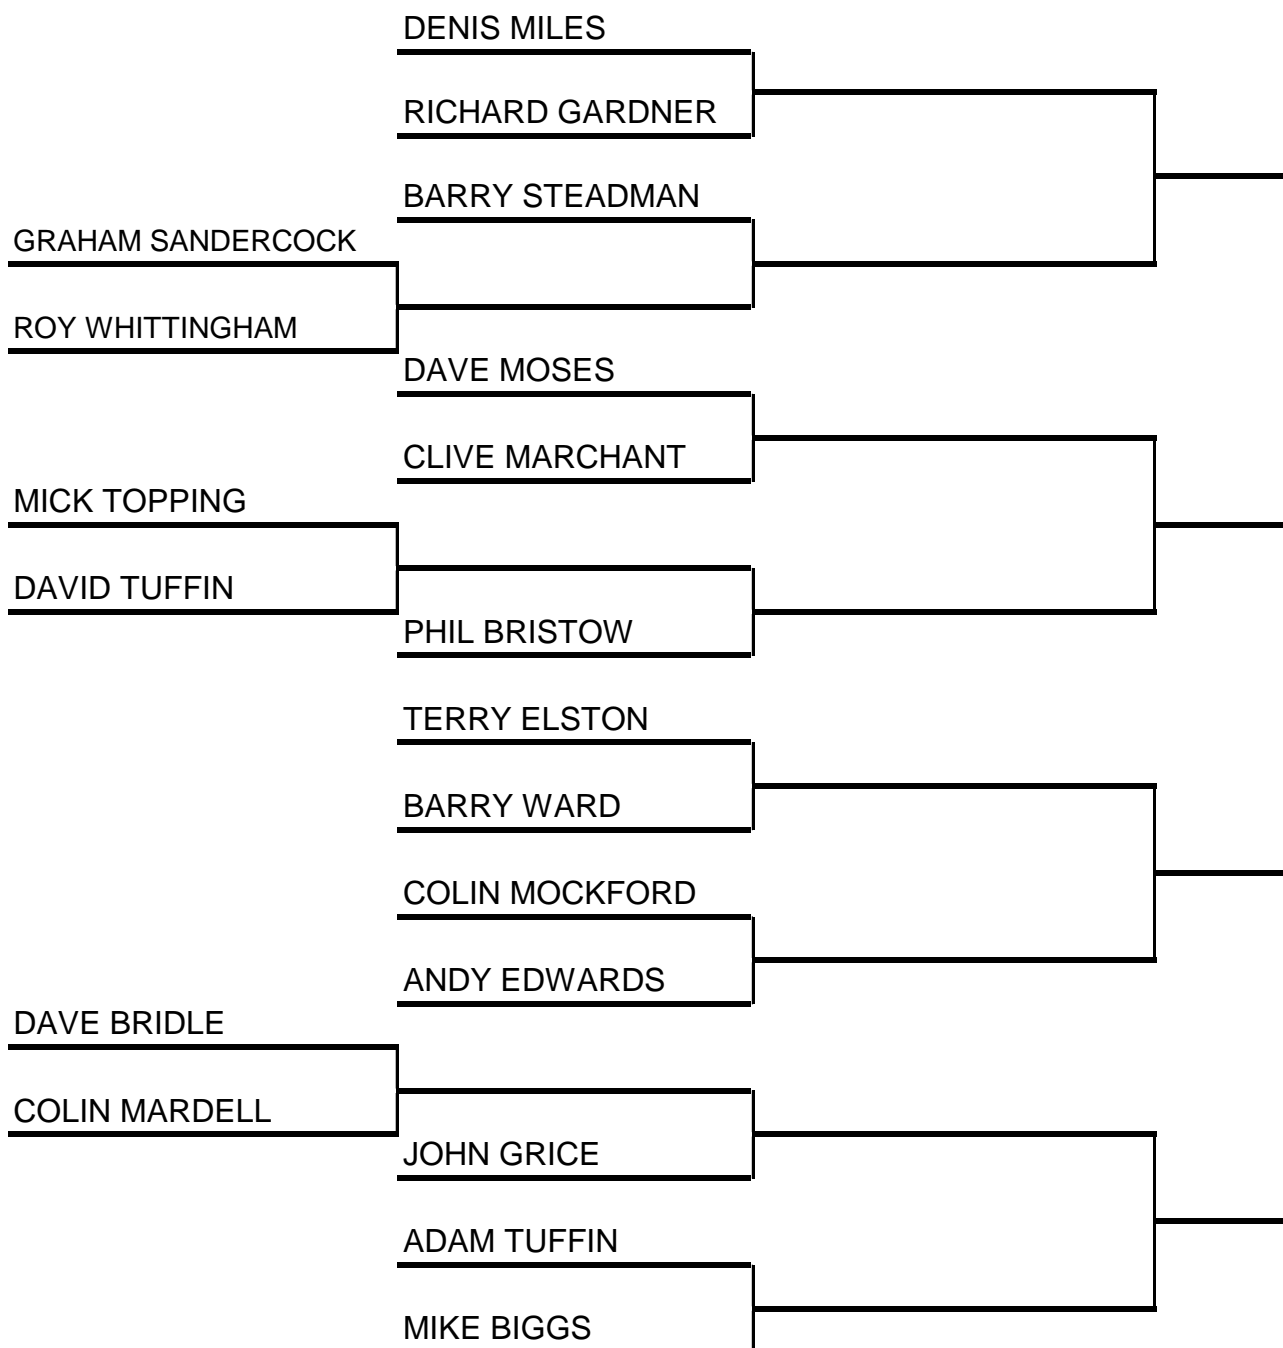 DENIS MILES
RICHARD GARDNER
BARRY STEADMAN
GRAHAM SANDERCOCK
ROY WHITTINGHAM
DAVE MOSES
CLIVE MARCHANT
MICK TOPPING
DAVID TUFFIN
PHIL BRISTOW
TERRY ELSTON
BARRY WARD
COLIN MOCKFORD
ANDY EDWARDS
DAVE BRIDLE
COLIN MARDELL
JOHN GRICE
ADAM TUFFIN
MIKE BIGGS